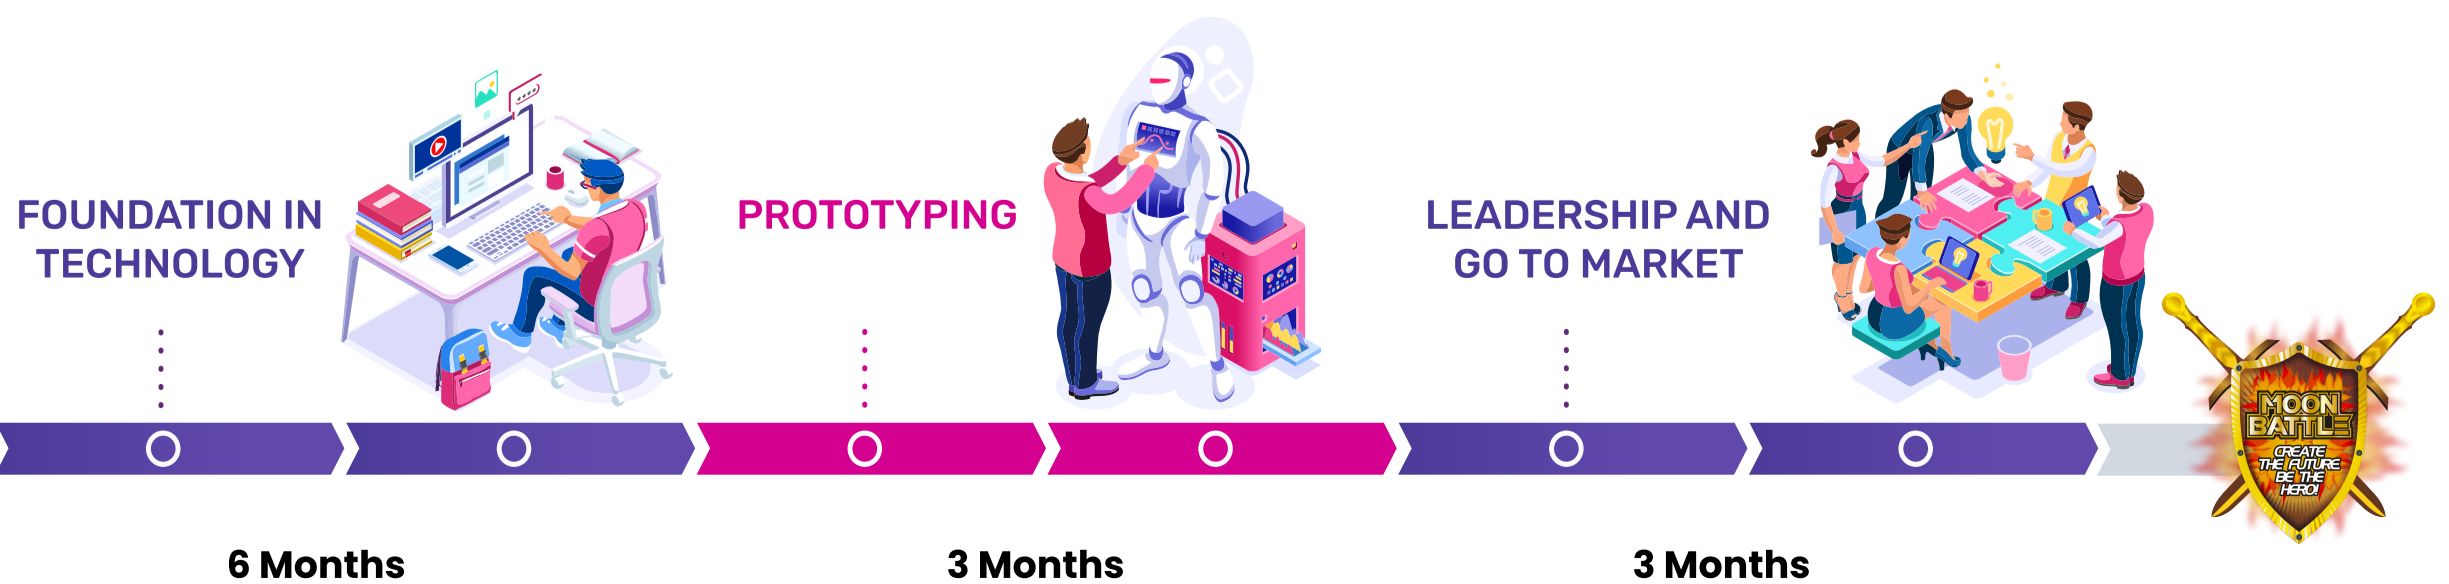 FOUNDATION IN
TECHNOLOGY
PROTOTYPING
LEADERSHIP AND
GO TO MARKET
MOON
BATTLE
CREATE
THE FUTURE
BE THE
HERO!
6 Months
3 Months
3 Months